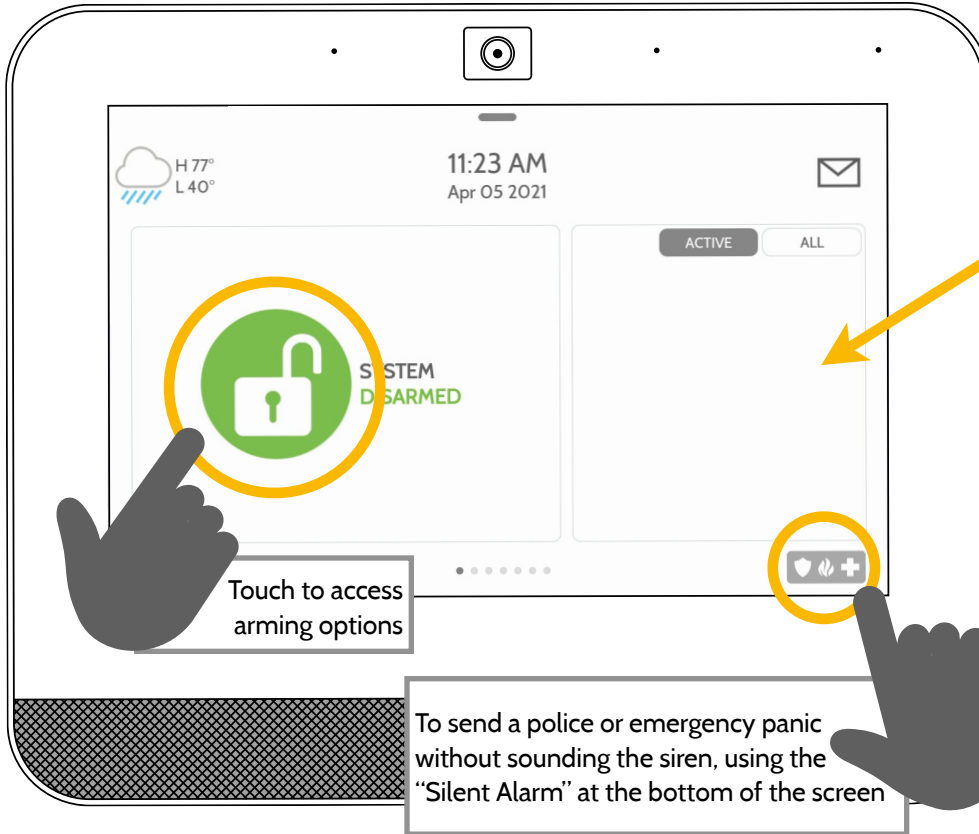 H 77°
L 40°
11:23 AM
Apr 05 2021
ACTIVE
ALL
SYSTEM
DISARMED
Touch to access
arming options
To send a police or emergency panic
without sounding the siren, using the
“Silent Alarm” at the bottom of the screen